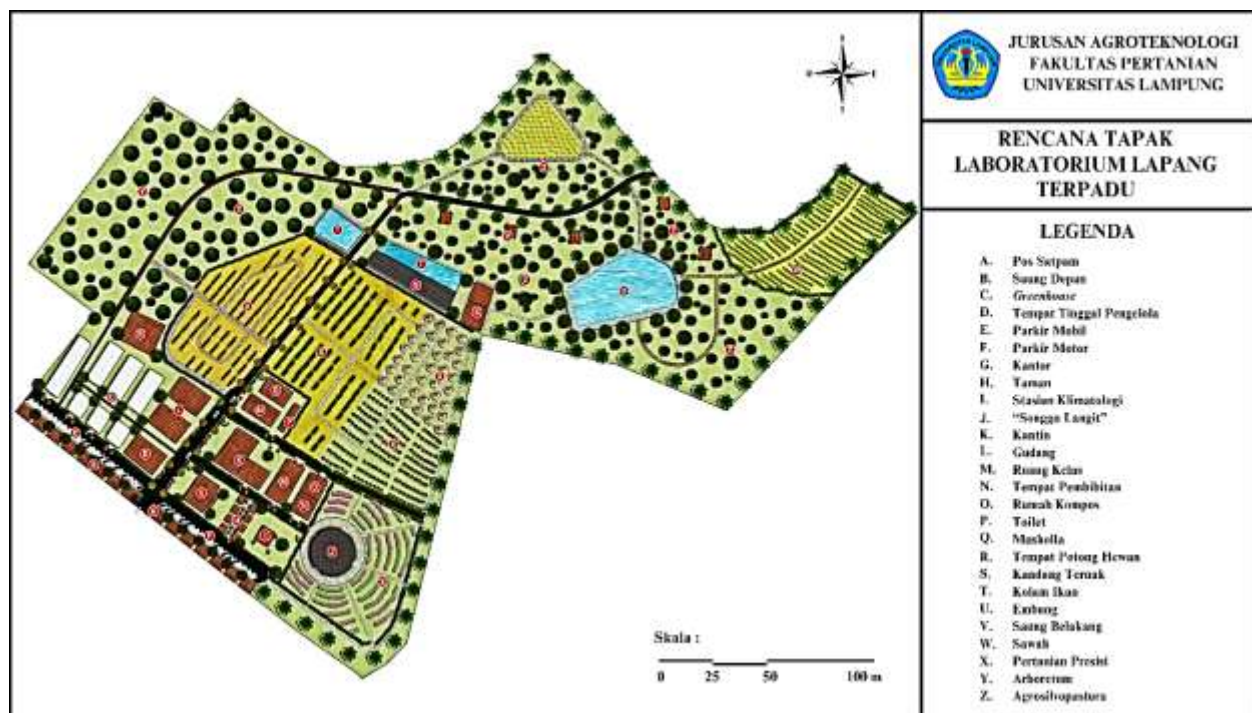 JURUSAN AGROTEKNOLOGI
FAKULTAS PERTANIAN
UNIVERSITAS LAMPUNG
RENCANA TAPAK
LABORATORIUM LAPANG
TERPADU
LEGENDA
A. Pos Satpam
B. Saung Depan
C. Greenhouse
D. Tempat Tinggal Pengelola
E. Parkir Mobil
F. Parkir Motor
G. Kantor
H. Taman
I. Stasiun Klimatologi
J. “Songgo Langit”
K. Kantin
L. Gudang
M. Ruang Kelas
N. Tempat Pembibitan
O. Rumah Kompos
P. Toilet
Q. Musholla
R. Tempat Potong Hewan
S. Kandang Ternak
T. Kolam Ikan
U. Embung
V. Saung Belakang
W. Sawah
X. Pertanian Presisi
Y. Arboretum
Z. Agrosilvopastura
Skala :
0 25 50 100 m